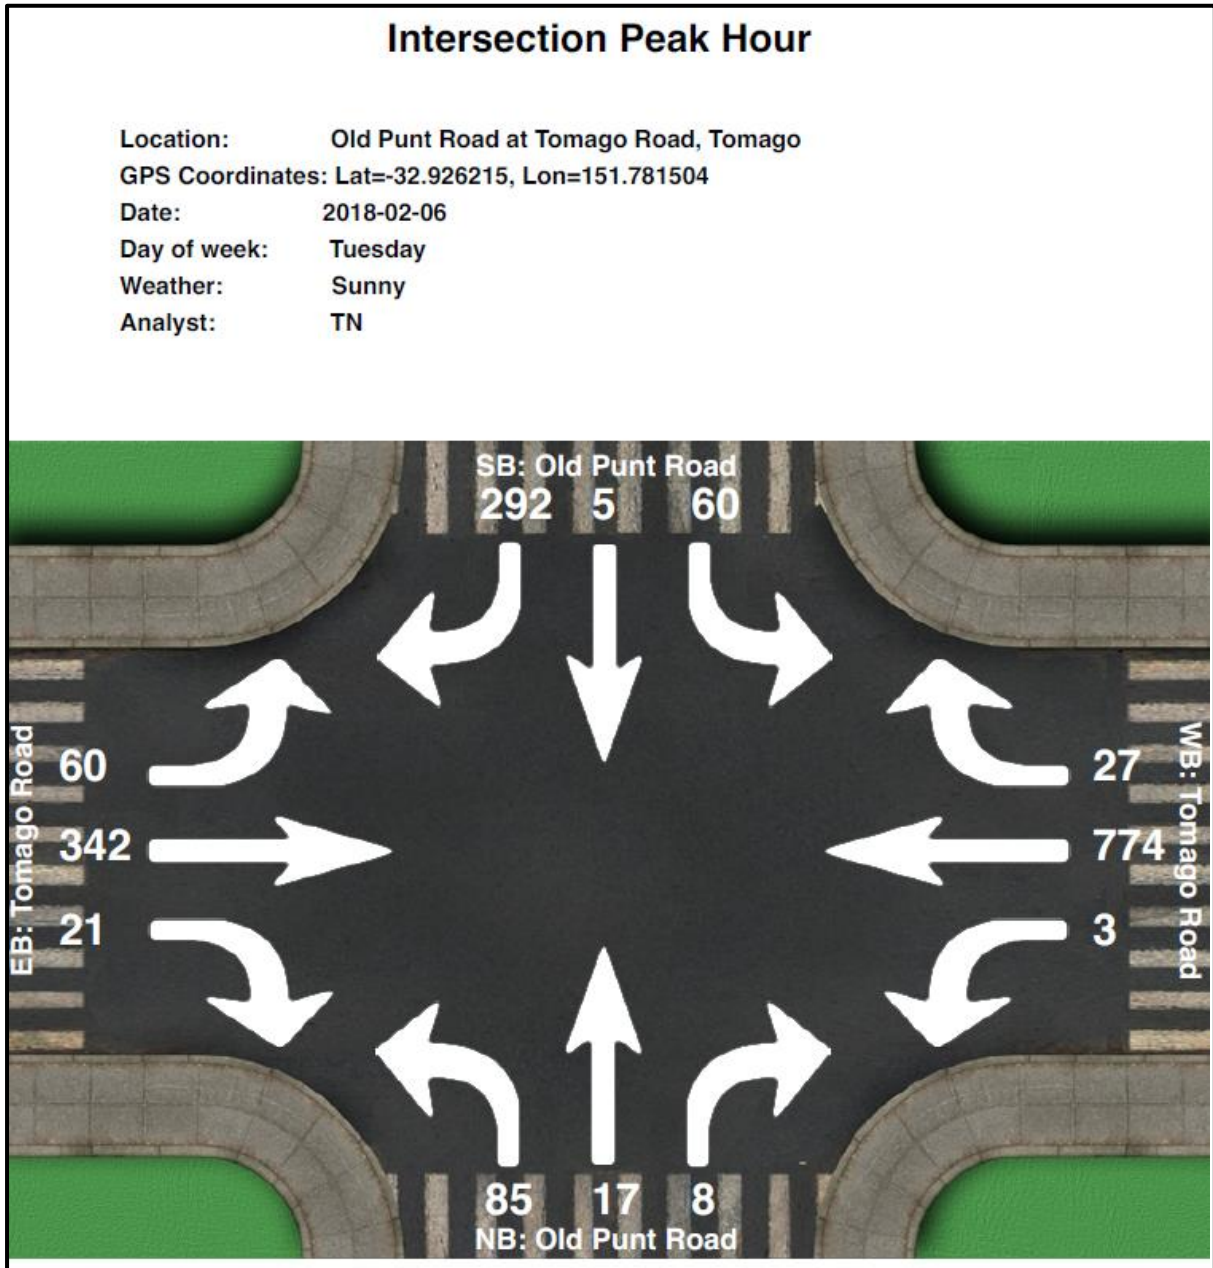 Intersection Peak Hour
Location: Old Punt Road at Tomago Road, Tomago
GPS Coordinates: Lat=-32.926215, Lon=151.781504
Date: 2018-02-06
Day of week: Tuesday
Weather: Sunny
Analyst: TN
SB: Old Punt Road
292 5 60
EB: Tomago Road
60
342
21
27
774
3
WB: Tomago Road
85 17 8
NB: Old Punt Road